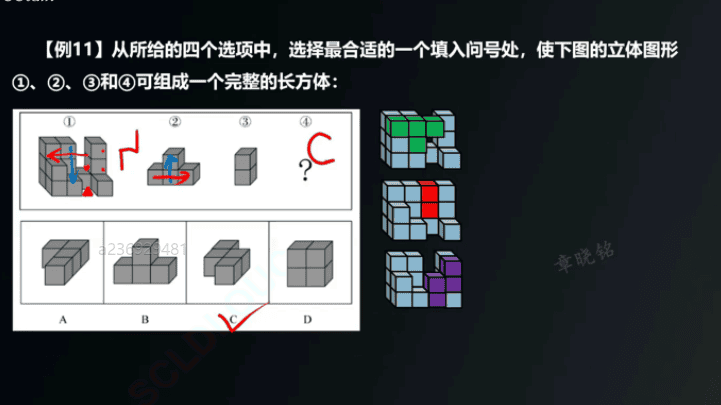 【例11】从所给的四个选项中，选择最合适的一个填入问号处，使下图的立体图形
①、②、③和④可组成一个完整的长方体：
① ② ③ ④
C
?
a236929481
A B C D
章晓铭